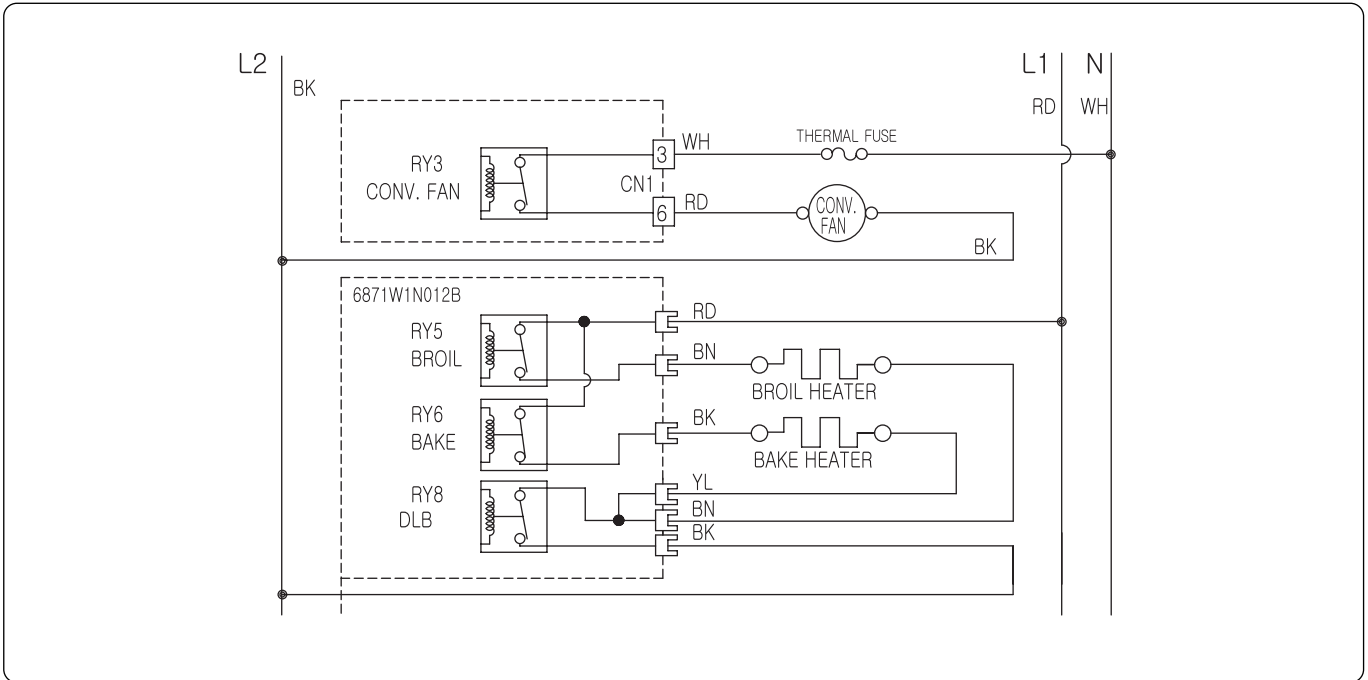 L2
BK
L1
N
RD
WH
RY3
CONV. FAN
3
WH
THERMAL FUSE
CN1
6
RD
CONV.
FAN
BK
6871W1N012B
RY5
BROIL
RD
BN
BROIL HEATER
RY6
BAKE
BK
BAKE HEATER
RY8
DLB
YL
BN
BK